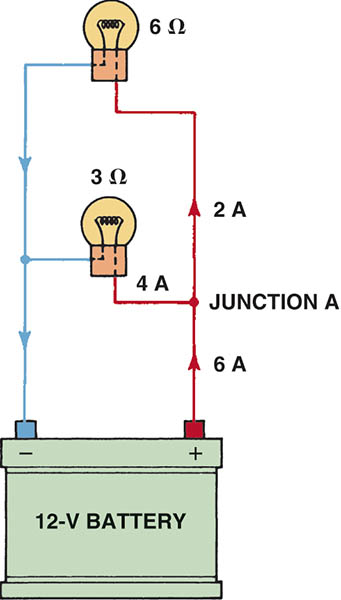 6 Ω
3 Ω
2 A
4 A
JUNCTION A
6 A
− +
12-V BATTERY